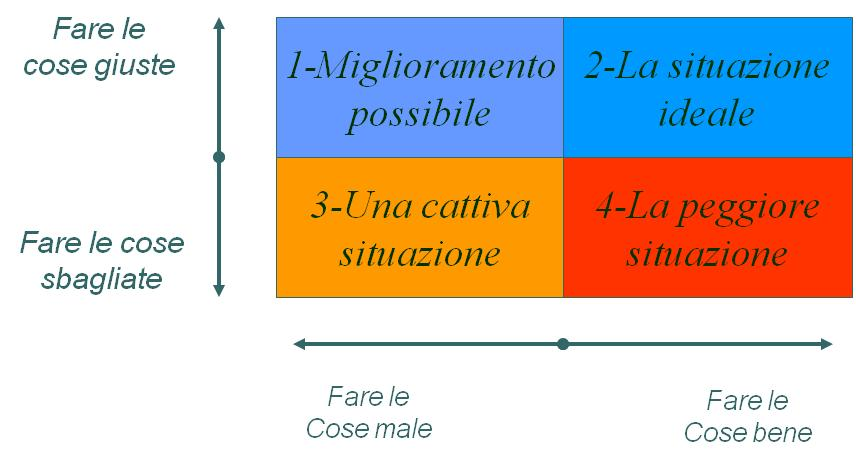 Fare le
cose giuste
1-Miglioramento
possibile
2-La situazione
ideale
Fare le cose
sbagliate
3-Una cattiva
situazione
4-La peggiore
situazione
Fare le
Cose male
Fare le
Cose bene